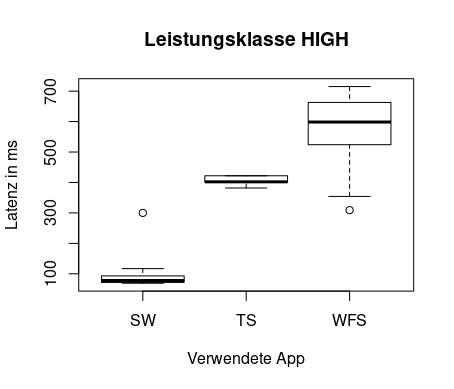 Leistungsklasse HIGH
Latenz in ms
700
500
300
100
SW TS WFS
Verwendete App